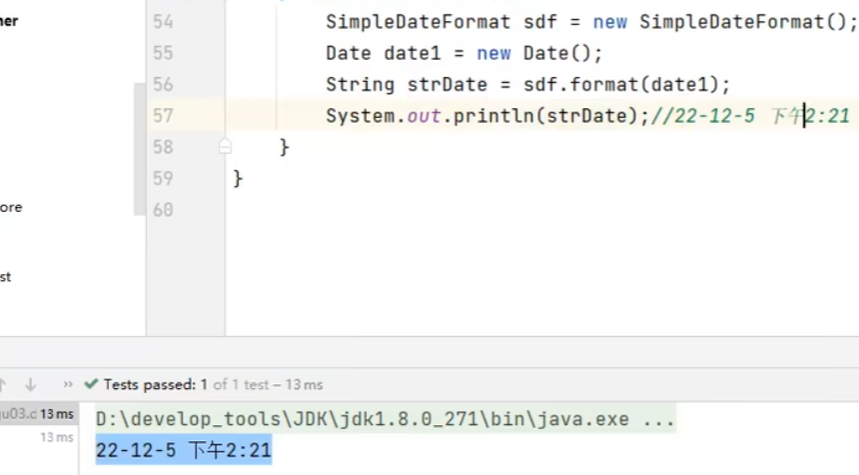 ner
54 SimpleDateFormat sdf = new SimpleDateFormat();
55 Date date1 = new Date();
56 String strDate = sdf.format(date1);
57 System.out.println(strDate);//22-12-5 下午2:21
58 }
59 }
60
ore
st
Tests passed: 1 of 1 test – 13 ms
13 ms
13 ms
D:\develop_tools\JDK\jdk1.8.0_271\bin\java.exe ...
22-12-5 下午2:21